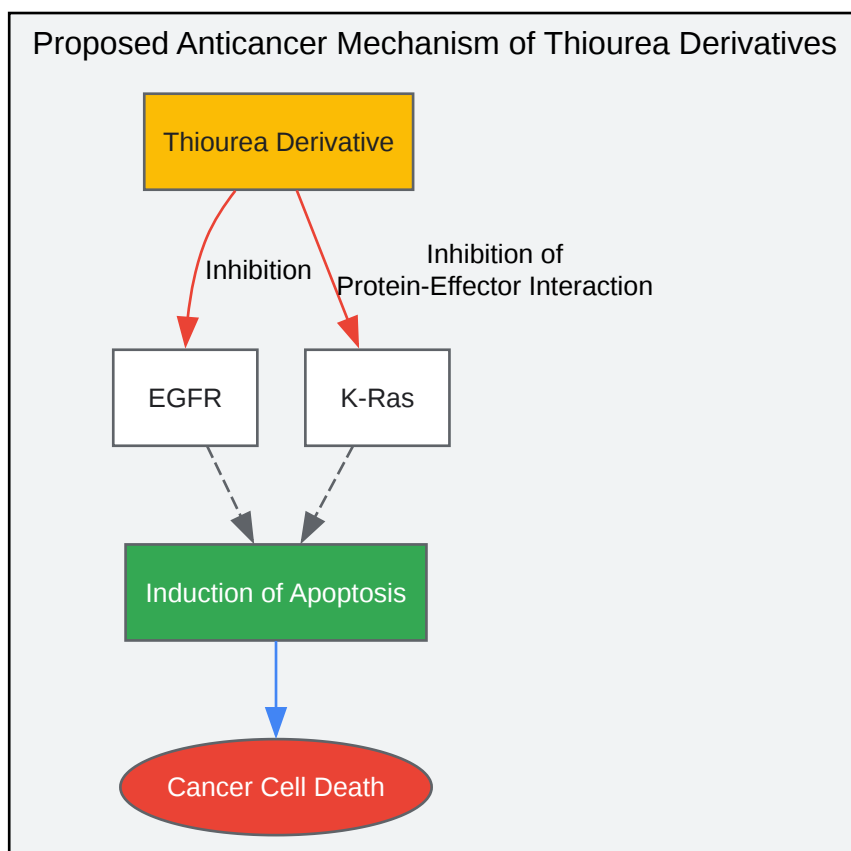 Proposed Anticancer Mechanism of Thiourea Derivatives
Thiourea Derivative
Inhibition
Inhibition of
Protein-Effector Interaction
EGFR
K-Ras
Induction of Apoptosis
Cancer Cell Death